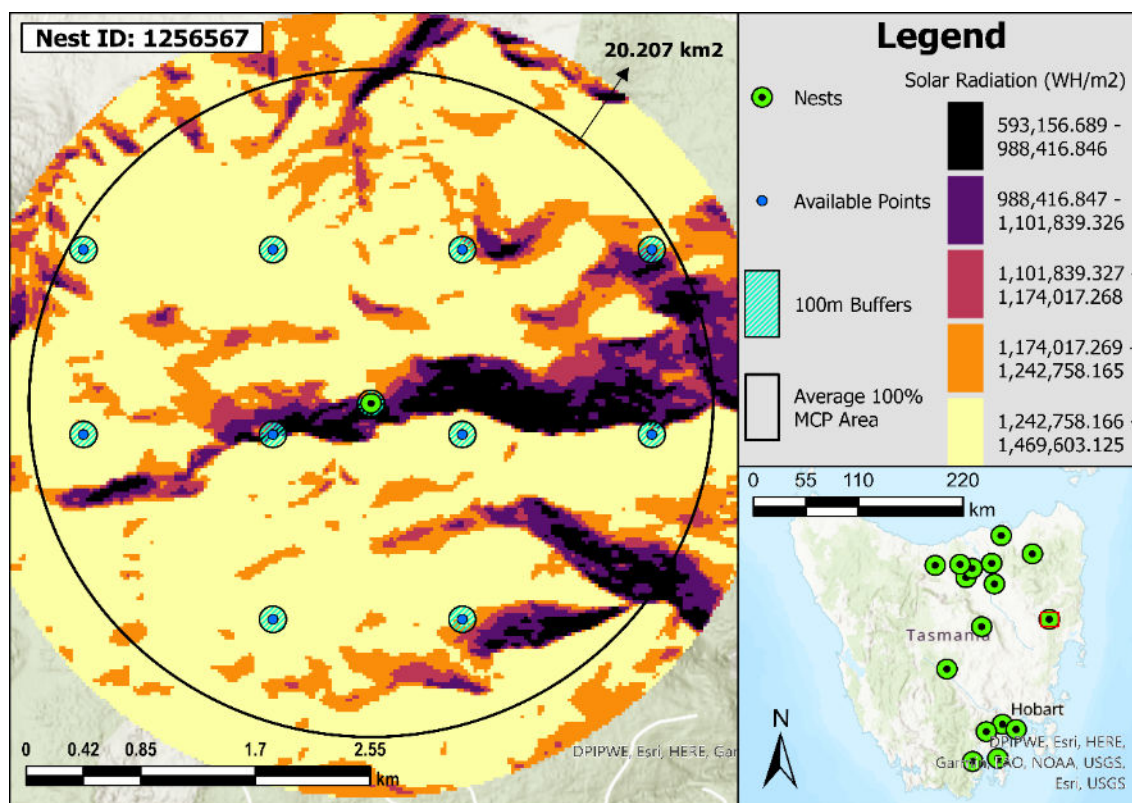 Nest ID: 1256567
20.207 km2
0 0.42 0.85 1.7 2.55
km
DPIPWE, Esri, HERE, Gar
Legend
Nests
Available Points
100m Buffers
Average 100%
MCP Area
Solar Radiation (WH/m2)
593,156.689 -
988,416.846
988,416.847 -
1,101,839.326
1,101,839.327 -
1,174,017.268
1,174,017.269 -
1,242,758.165
1,242,758.166 -
1,469,603.125
0 55 110 220
km
Tasmania
Hobart
N
DPIPWE, Esri, HERE,
Garmin, FAO, NOAA, USGS,
Esri, USGS